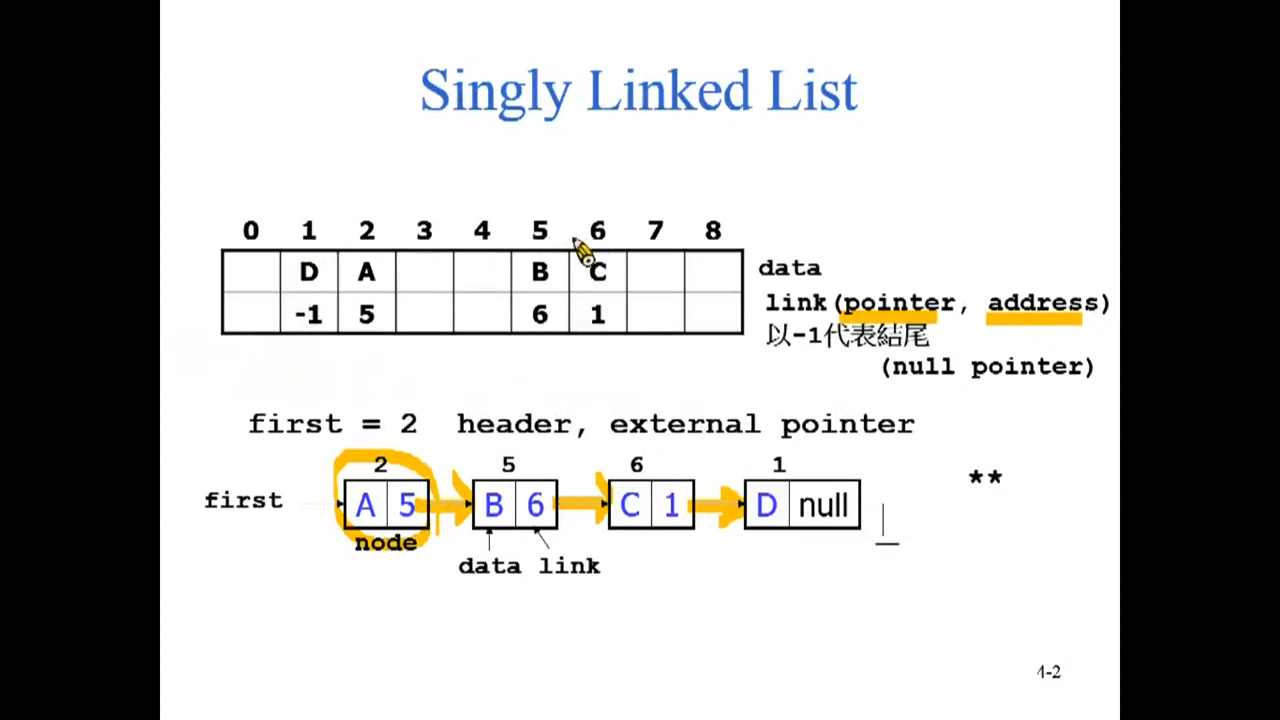 Singly Linked List
0 1 2 3 4 5 6 7 8
D A B C
-1 5 6 1
data
link(pointer, address)
以-1代表結尾
(null pointer)
first = 2 header, external pointer
2 5 6 1
first A 5 B 6 C 1 D null **
node
data link
4-2